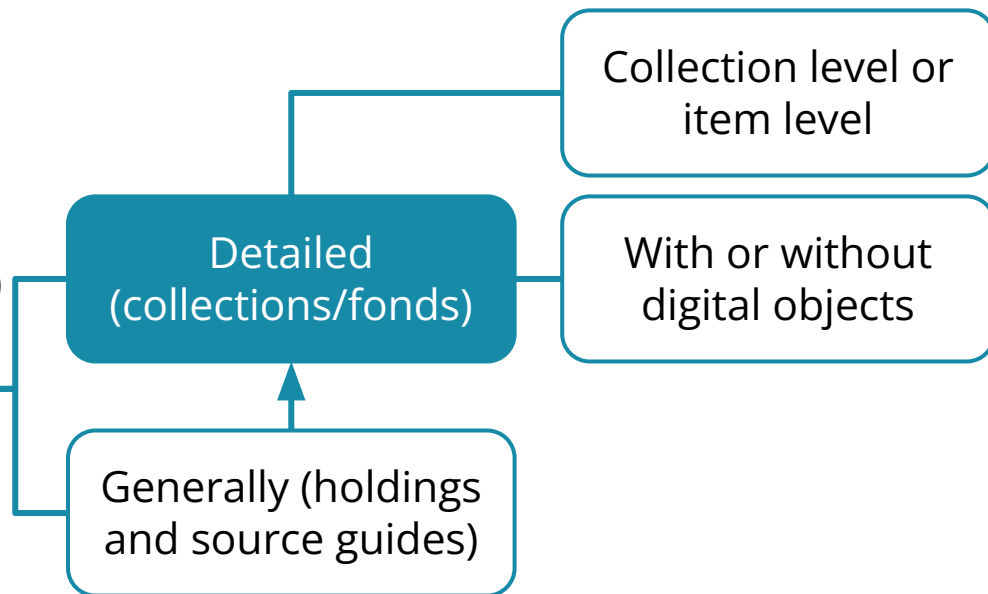 Collection level or
item level
Detailed
(collections/fonds)
With or without
digital objects
Generally (holdings
and source guides)